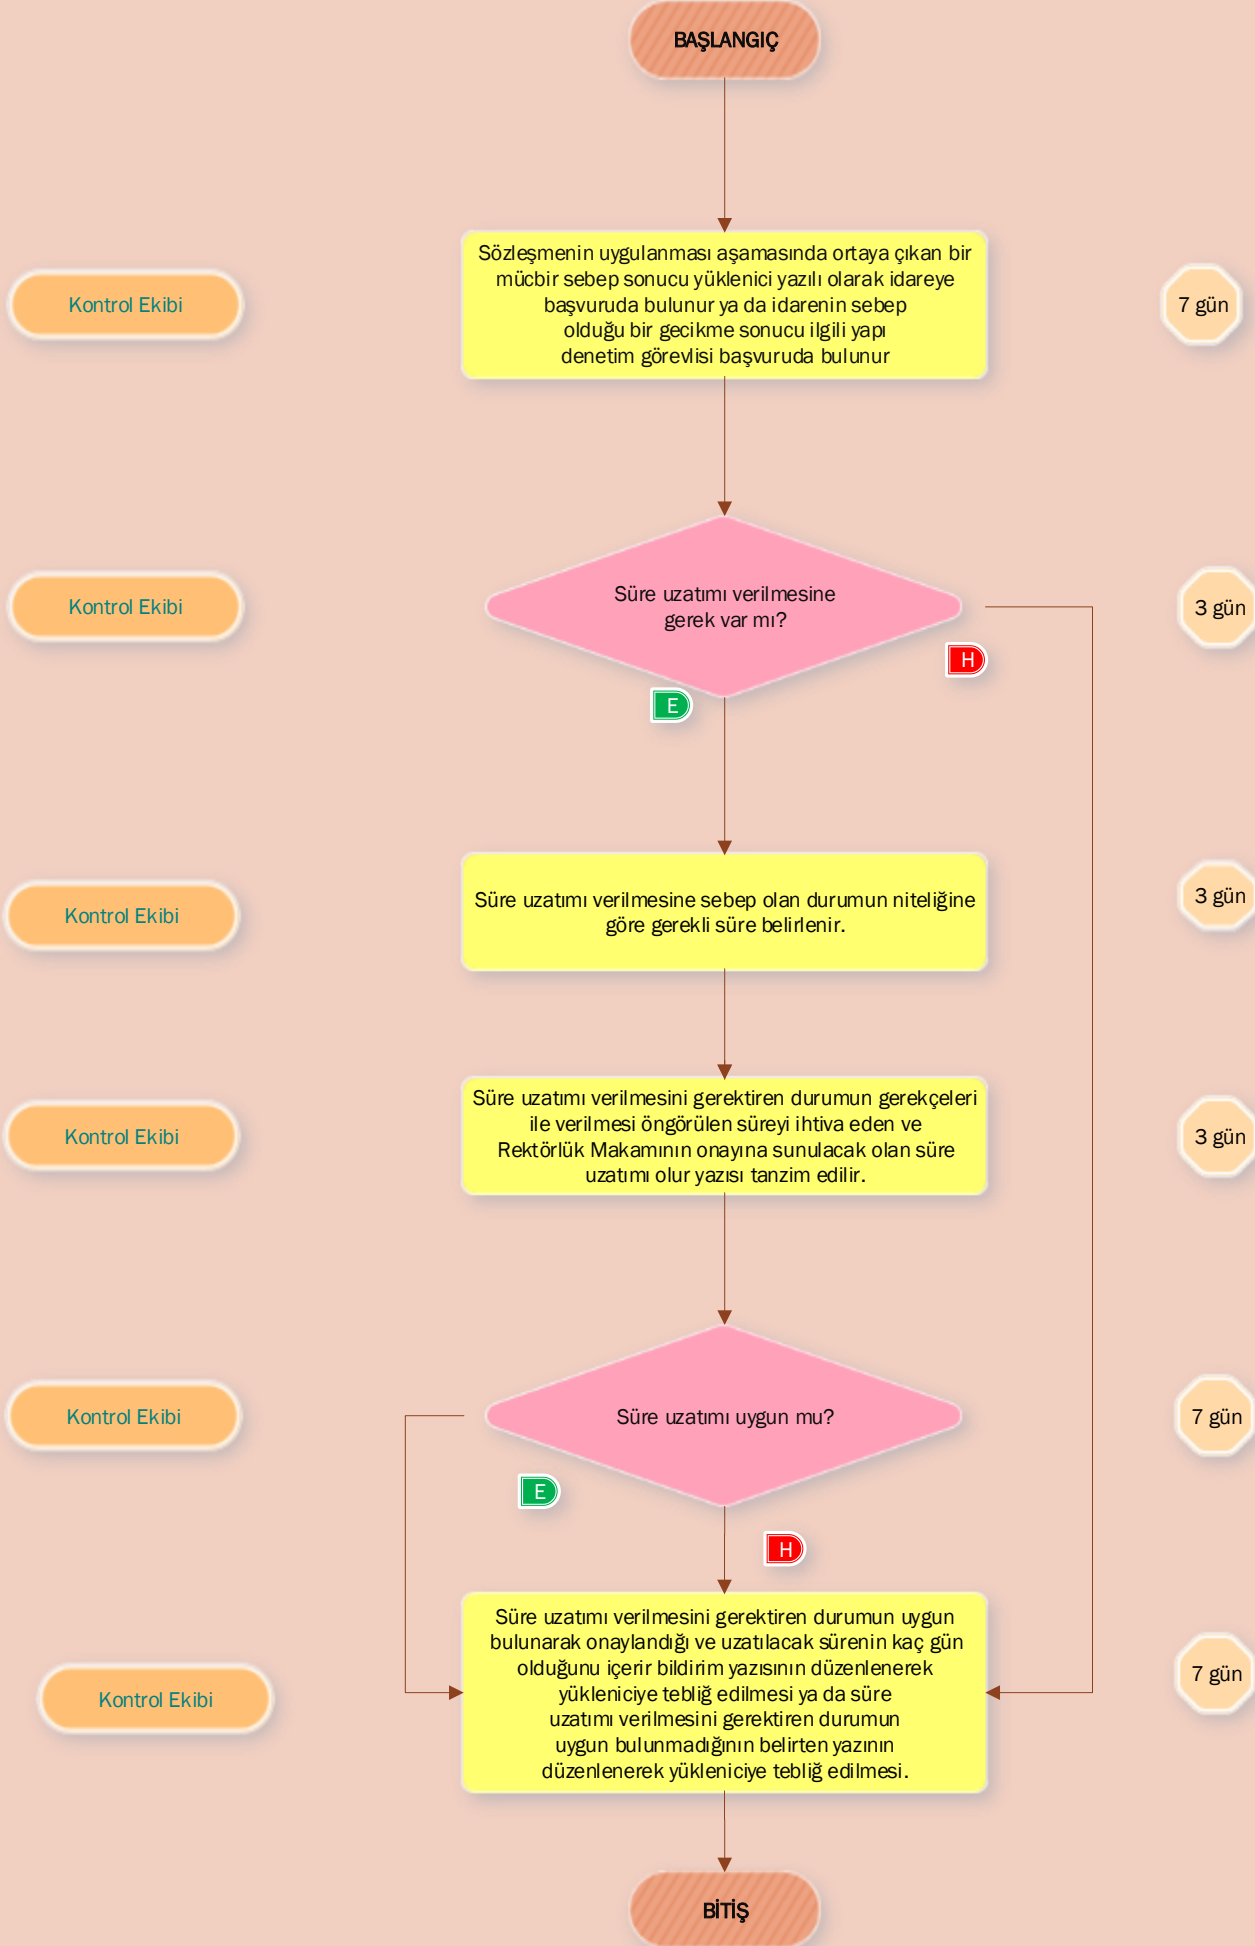 BAŞLANGIÇ
Kontrol Ekibi
Sözleşmenin uygulanması aşamasında ortaya çıkan bir
mücbir sebep sonucu yüklenici yazılı olarak idareye
başvuruda bulunur ya da idarenin sebep
olduğu bir gecikme sonucu ilgili yapı
denetim görevlisi başvuruda bulunur
7 gün
Kontrol Ekibi
Süre uzatımı verilmesine
gerek var mı?
3 gün
H
E
Kontrol Ekibi
Süre uzatımı verilmesine sebep olan durumun niteliğine
göre gerekli süre belirlenir.
3 gün
Kontrol Ekibi
Süre uzatımı verilmesini gerektiren durumun gerekçeleri
ile verilmesi öngörülen süreyi ihtiva eden ve
Rektörlük Makamının onayına sunulacak olan süre
uzatımı olur yazısı tanzim edilir.
3 gün
Kontrol Ekibi
Süre uzatımı uygun mu?
7 gün
E
H
Kontrol Ekibi
Süre uzatımı verilmesini gerektiren durumun uygun
bulunarak onaylandığı ve uzatılacak sürenin kaç gün
olduğunu içerir bildirim yazısının düzenlenerek
yükleniciye tebliğ edilmesi ya da süre
uzatımı verilmesini gerektiren durumun
uygun bulunmadığının belirten yazının
düzenlenerek yükleniciye tebliğ edilmesi.
7 gün
BİTİŞ